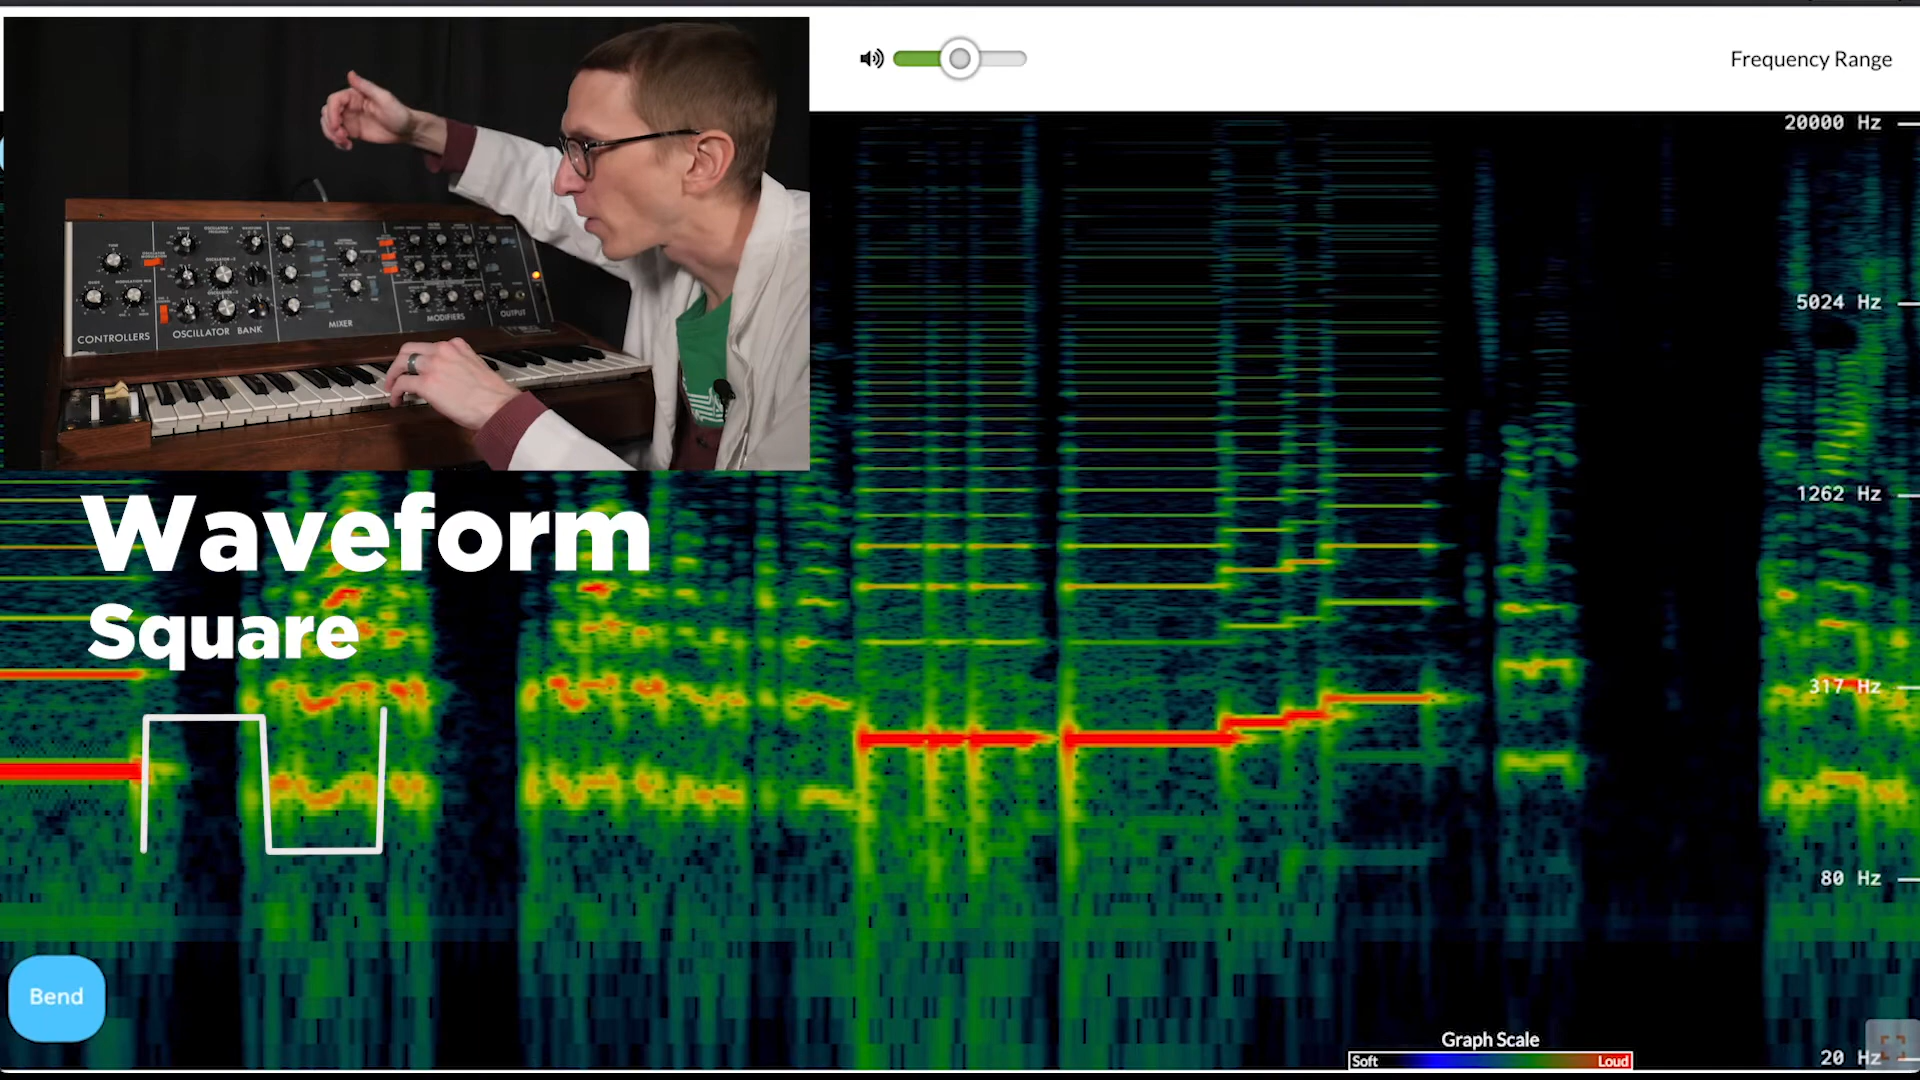 Frequency Range
20000 Hz
5024 Hz
1262 Hz
317 Hz
80 Hz
20 Hz
CONTROLLERS
OSCILLATOR BANK
MIXER
MODIFIERS
OUTPUT
Waveform
Square
Bend
Graph Scale
Soft
Loud